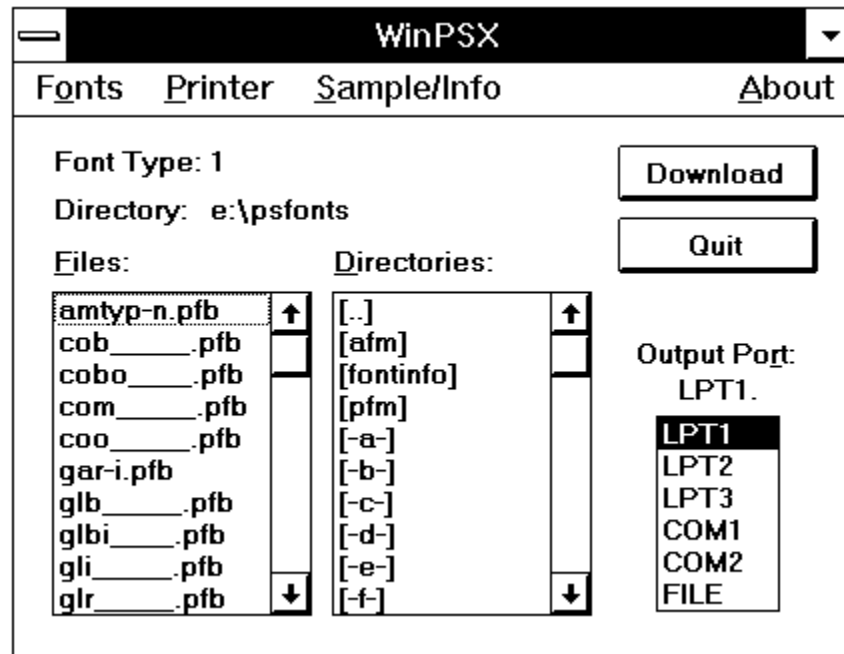 WinPSX
Fonts Printer Sample/Info About
Font Type: 1
Directory: e:\psfonts
Download
Quit
Files:
amtyp-n.pfb
cob_____.pfb
cobo____.pfb
com_____.pfb
coo_____.pfb
gar-i.pfb
glb_____.pfb
glbi____.pfb
gli_____.pfb
glr_____.pfb
Directories:
[..]
[afm]
[fontinfo]
[pfm]
[-a-]
[-b-]
[-c-]
[-d-]
[-e-]
[-f-]
Output Port:
LPT1.
LPT1
LPT2
LPT3
COM1
COM2
FILE